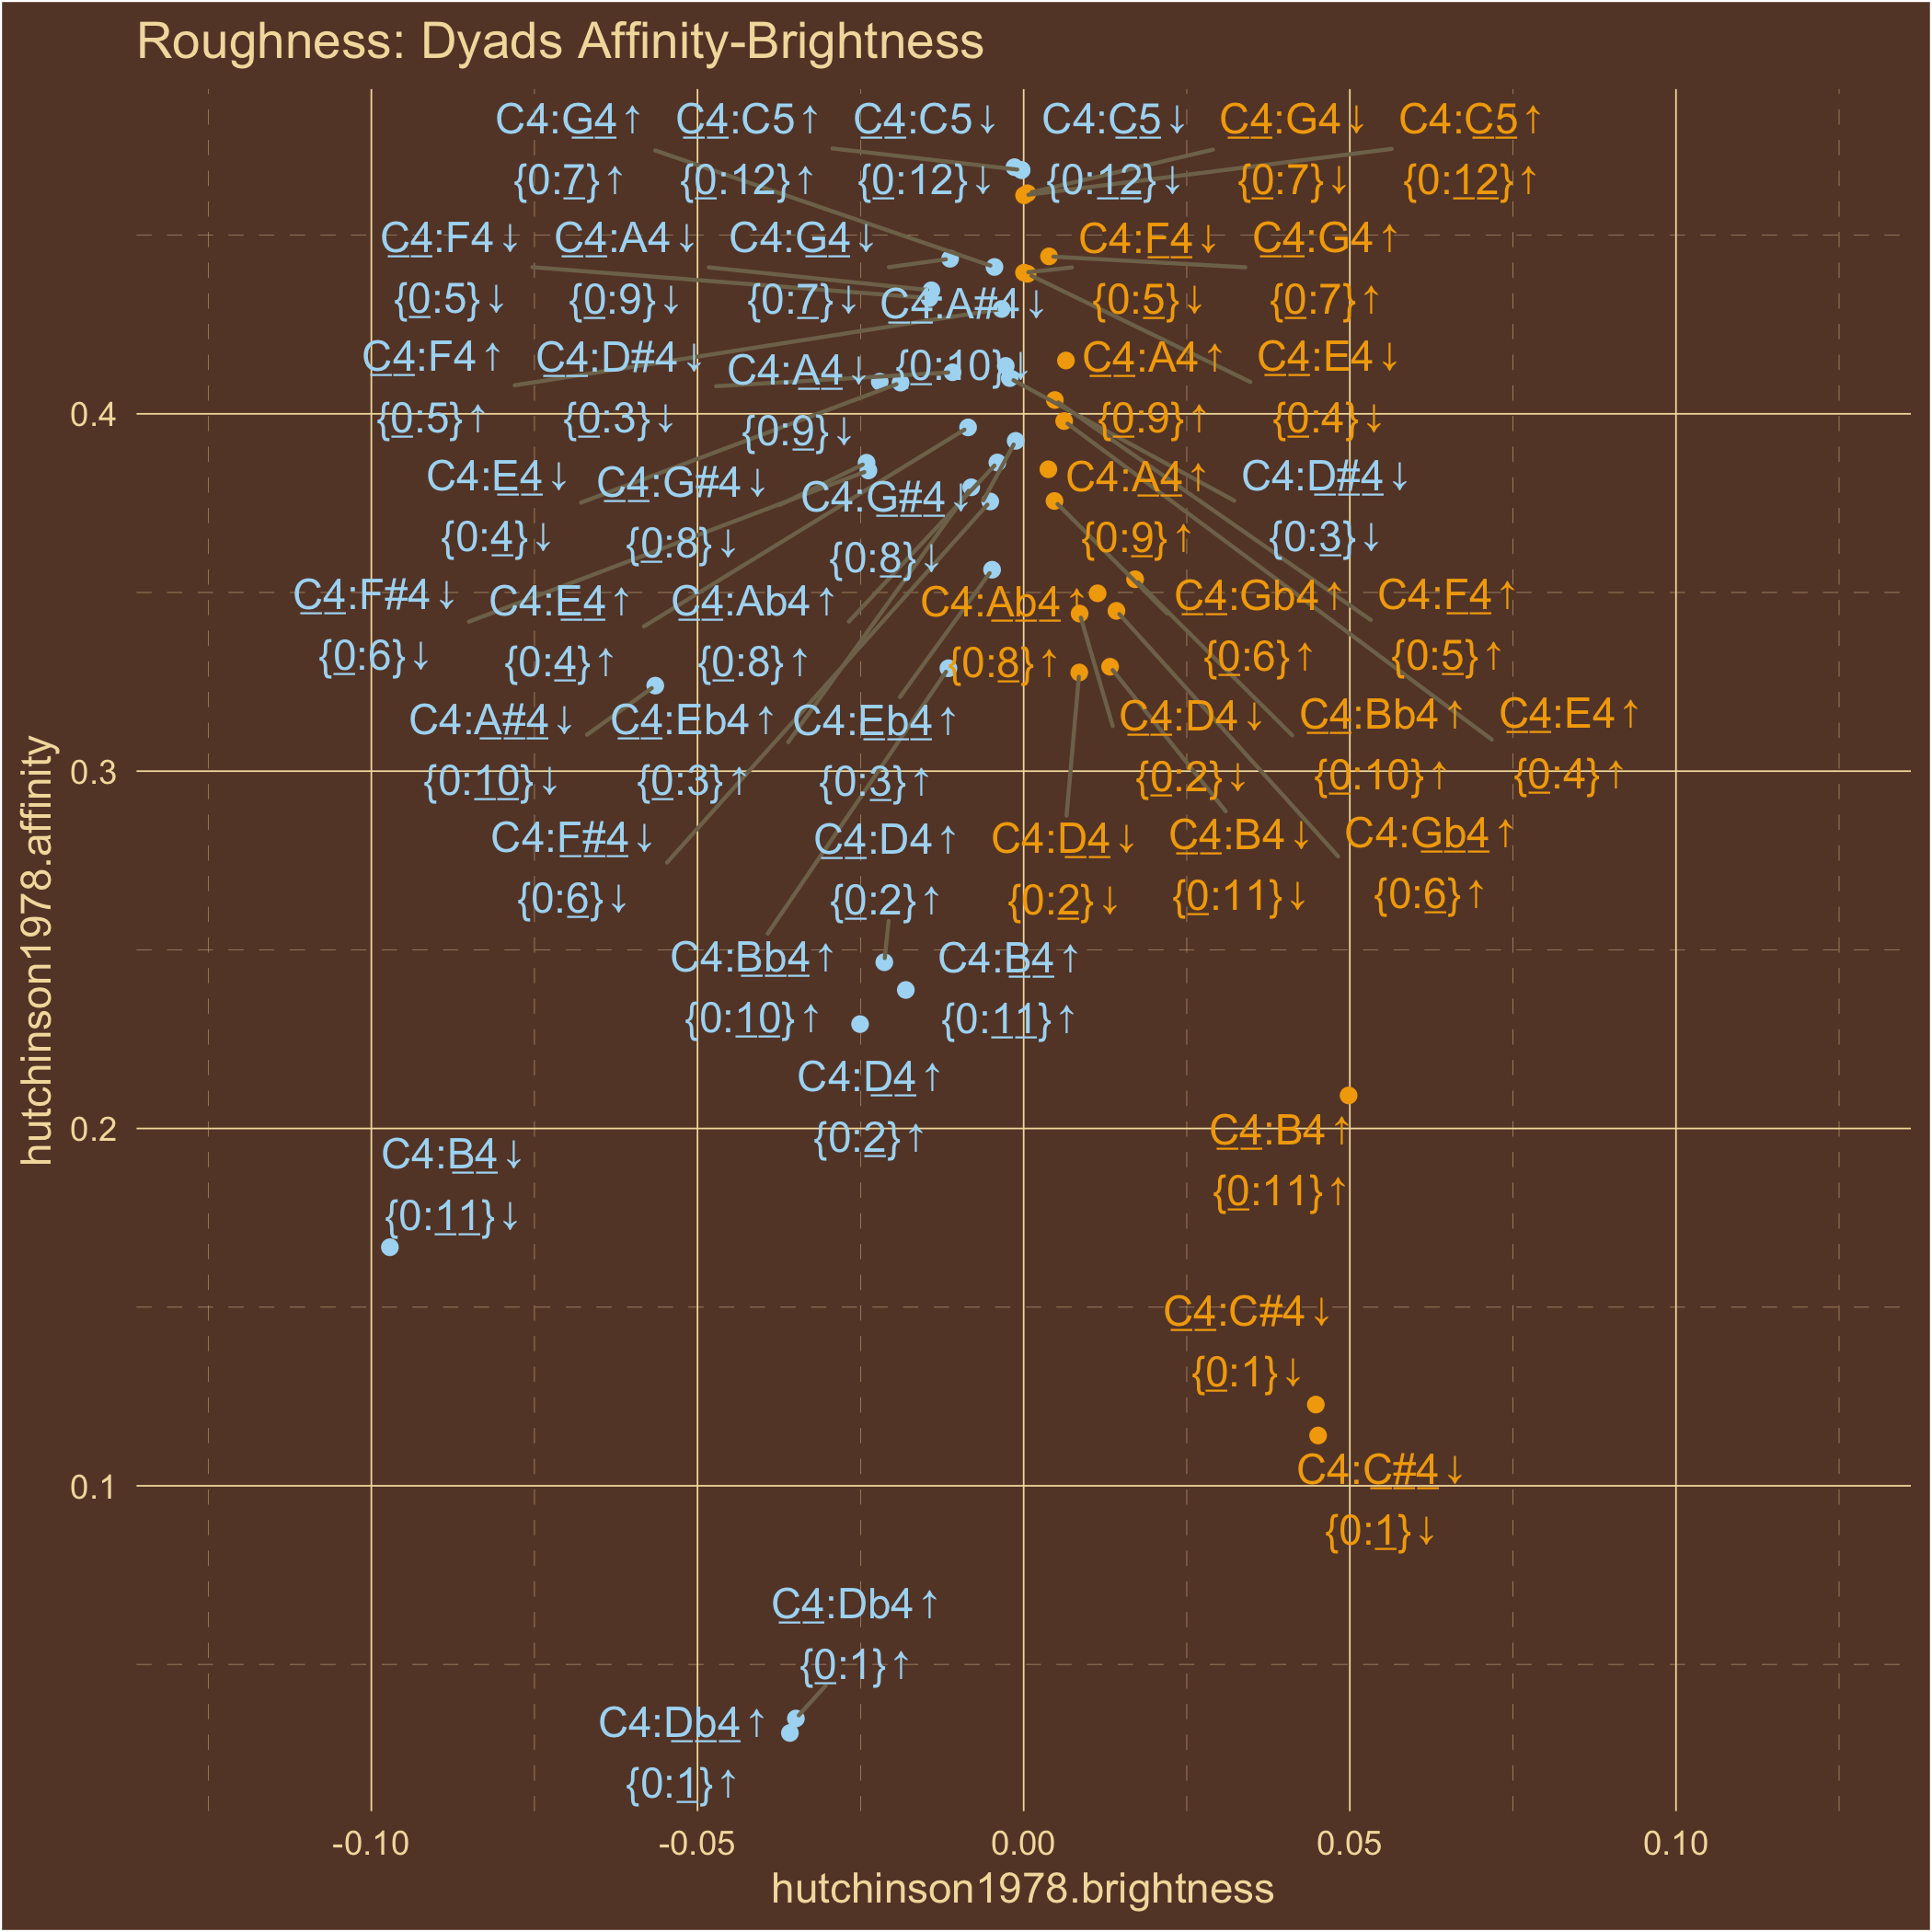 Roughness: Dyads Affinity-Brightness
C4:G4↑ C4:C5↑ C4:C5↓ C4:C5↓ C4:G4↓ C4:C5↑
{0:7}↑ {0:12}↑ {0:12}↓ {0:12}↓ {0:7}↓ {0:12}↑
C4:F4↓ C4:A4↓ C4:G4↓ C4:F4↓ C4:G4↑
{0:5}↓ {0:9}↓ {0:7}↓ C4:A#4↓ {0:5}↓ {0:7}↑
C4:F4↑ C4:D#4↓ C4:A4↓ {0:10}↓ C4:A4↑ C4:E4↓
0.4 {0:5}↑ {0:3}↓ {0:9}↓ {0:9}↑ {0:4}↓
C4:E4↓ C4:G#4↓ C4:G#4↓ C4:A4↑ C4:D#4↓
{0:4}↓ {0:8}↓ {0:8}↓ {0:9}↑ {0:3}↓
C4:F#4↓ C4:E4↑ C4:Ab4↑ C4:Ab4↑ C4:Gb4↑ C4:F4↑
{0:6}↓ {0:4}↑ {0:8}↑ {0:8}↑ {0:6}↑ {0:5}↑
C4:A#4↓ C4:Eb4↑ C4:Eb4↑ C4:D4↓ C4:Bb4↑ C4:E4↑
0.3 {0:10}↓ {0:3}↑ {0:3}↑ {0:2}↓ {0:10}↑ {0:4}↑
C4:F#4↓ C4:D4↑ C4:D4↓ C4:B4↓ C4:Gb4↑
{0:6}↓ {0:2}↑ {0:2}↓ {0:11}↓ {0:6}↑
C4:Bb4↑ C4:B4↑
{0:10}↑ {0:11}↑
C4:D4↑
{0:2}↑
0.2
C4:B4↑
{0:11}↑
C4:B4↓
{0:11}↓
C4:C#4↓
{0:1}↓
C4:C#4↓
{0:1}↓
0.1
C4:Db4↑
{0:1}↑
C4:Db4↑
{0:1}↑
-0.10 -0.05 0.00 0.05 0.10
hutchinson1978.brightness
hutchinson1978.affinity